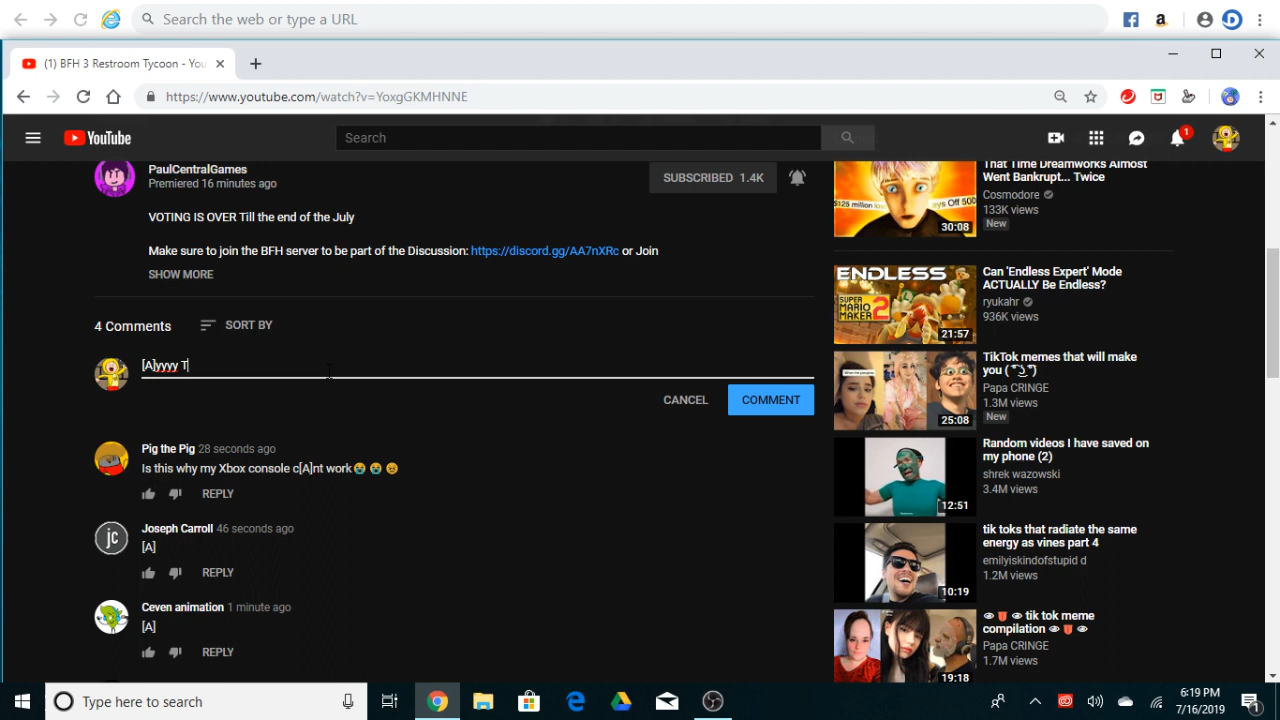 Search the web or type a URL
(1) BFH 3 Restroom Tycoon - You
https://www.youtube.com/watch?v=YoxgGKMHNNE
YouTube
Search
1
PaulCentralGames
Premiered 16 minutes ago
SUBSCRIBED 1.4K
VOTING IS OVER Till the end of the July
Make sure to join the BFH server to be part of the Discussion: https://discord.gg/AA7nXRc or Join
SHOW MORE
4 Comments
SORT BY
[A]yyyy T
CANCEL
COMMENT
Pig the Pig 28 seconds ago
Is this why my Xbox console c[A]nt work😭 😭 😣
REPLY
Joseph Carroll 46 seconds ago
jc
[A]
REPLY
Ceven animation 1 minute ago
[A]
REPLY
$125 million los
ays Off 500
30:08
That Time Dreamworks Almost
Went Bankrupt... Twice
Cosmodore
133K views
New
ENDLESS
SUPER
MARIO
MAKER
2
21:57
Can 'Endless Expert' Mode
ACTUALLY Be Endless?
ryukahr
936K views
25:08
TikTok memes that will make
you ( ͡° ͜ʖ ͡°)
Papa CRINGE
1.3M views
New
12:51
Random videos I have saved on
my phone (2)
shrek wazowski
3.4M views
10:19
tik toks that radiate the same
energy as vines part 4
emilyiskindofstupid d
1.2M views
19:18
👁👅👁 tik tok meme
compilation 👁👅👁
Papa CRINGE
1.7M views
Type here to search
6:19 PM
7/16/2019
1